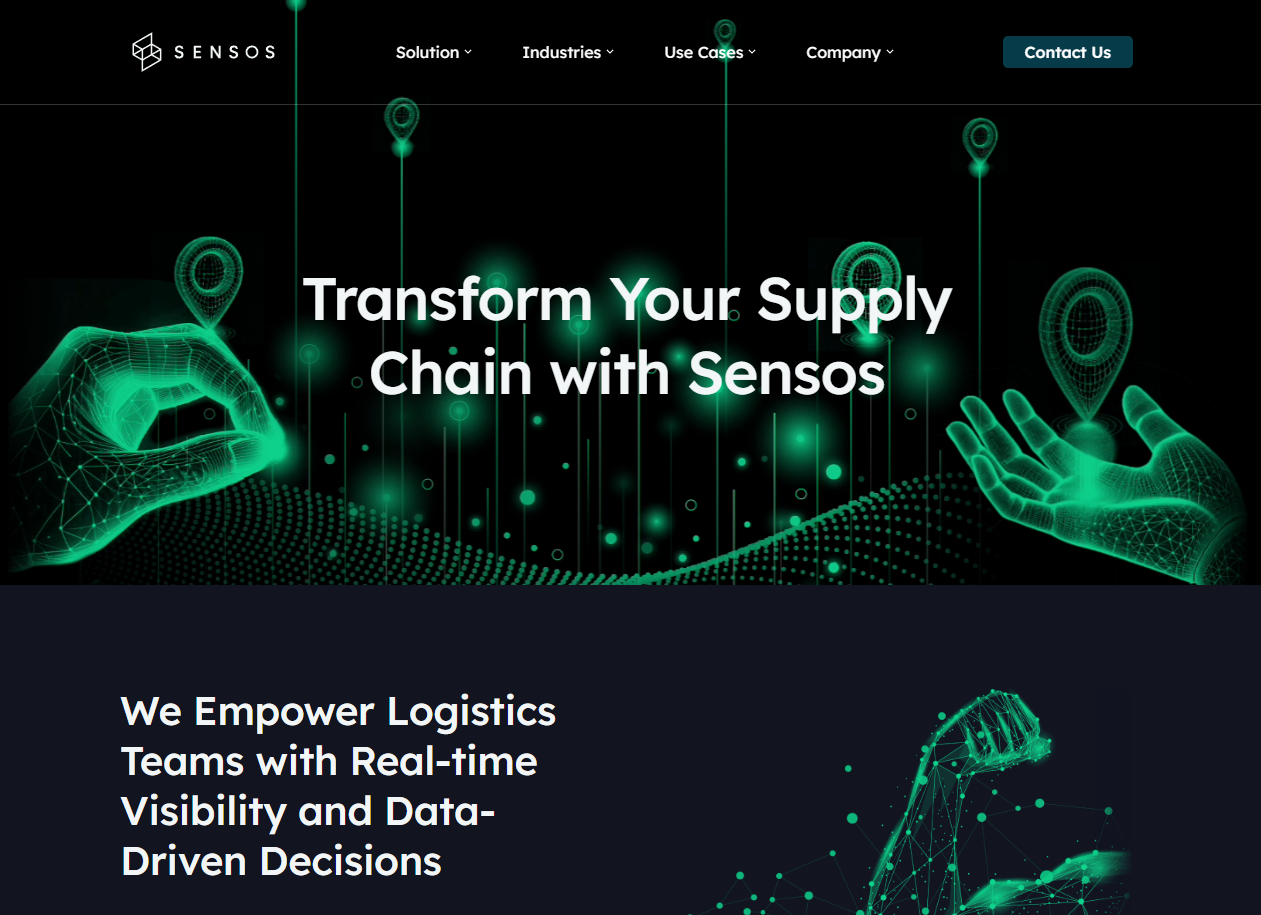 SENSOS
Solution
Industries
Use Cases
Company
Contact Us
Transform Your Supply
Chain with Sensos
We Empower Logistics
Teams with Real-time
Visibility and Data-
Driven Decisions